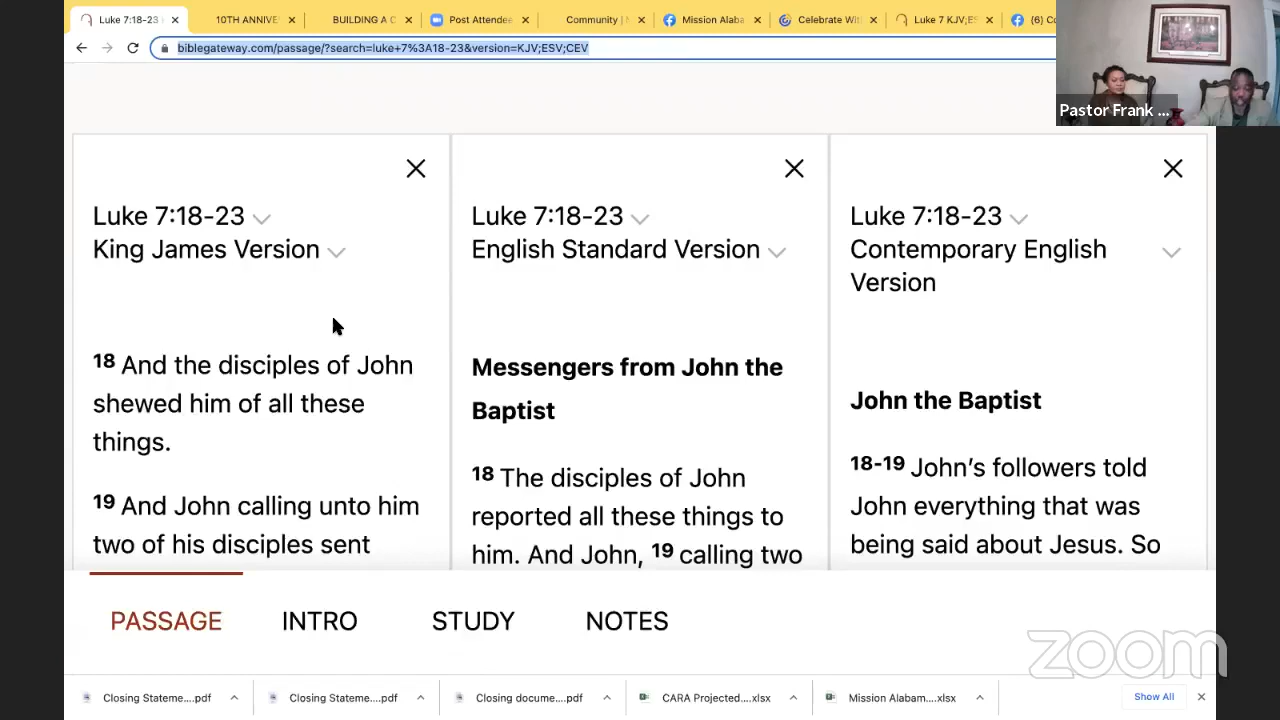 Luke 7:18-23
10TH ANNIVE
BUILDING A C
Post Attendee
Community | N
Mission Alaba
Celebrate Wit
Luke 7 KJV;ES
(6) Co
biblegateway.com/passage/?search=luke+7%3A18-23&version=KJV;ESV;CEV
Pastor Frank ...
Luke 7:18-23
King James Version
18 And the disciples of John
shewed him of all these
things.
19 And John calling unto him
two of his disciples sent
Luke 7:18-23
English Standard Version
Messengers from John the
Baptist
18 The disciples of John
reported all these things to
him. And John, 19 calling two
Luke 7:18-23
Contemporary English
Version
John the Baptist
18-19 John's followers told
John everything that was
being said about Jesus. So
PASSAGE
INTRO
STUDY
NOTES
zoom
Closing Stateme....pdf
Closing Stateme....pdf
Closing docume....pdf
CARA Projected....xlsx
Mission Alabam....xlsx
Show All